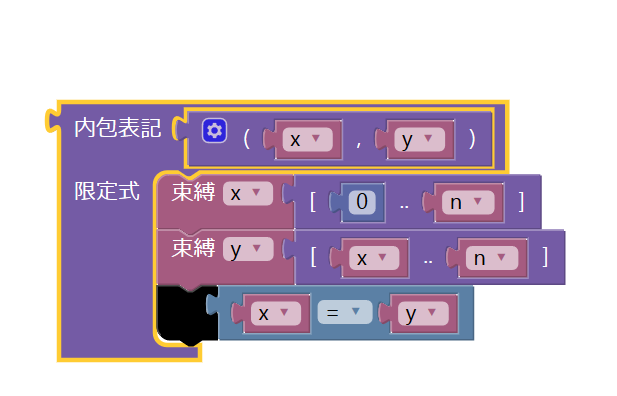 内包表記 ( x , y )
限定式 束縛 x [ 0 .. n ]
束縛 y [ x .. n ]
x = y